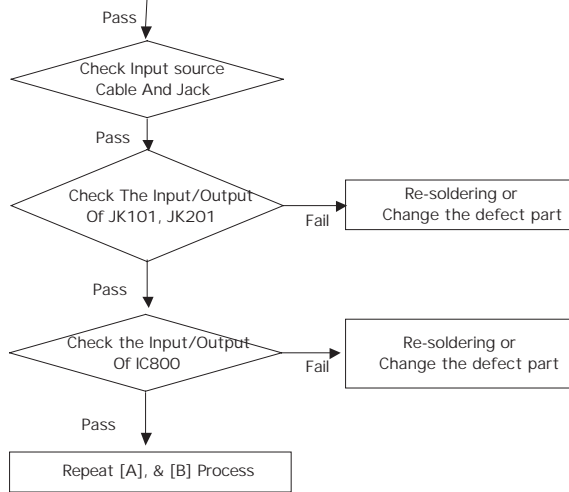 Pass
Check Input source
Cable And Jack
Pass
Check The Input/Output
Of JK101, JK201
Fail
Re-soldering or
Change the defect part
Pass
Check the Input/Output
Of IC800
Fail
Re-soldering or
Change the defect part
Pass
Repeat [A], & [B] Process